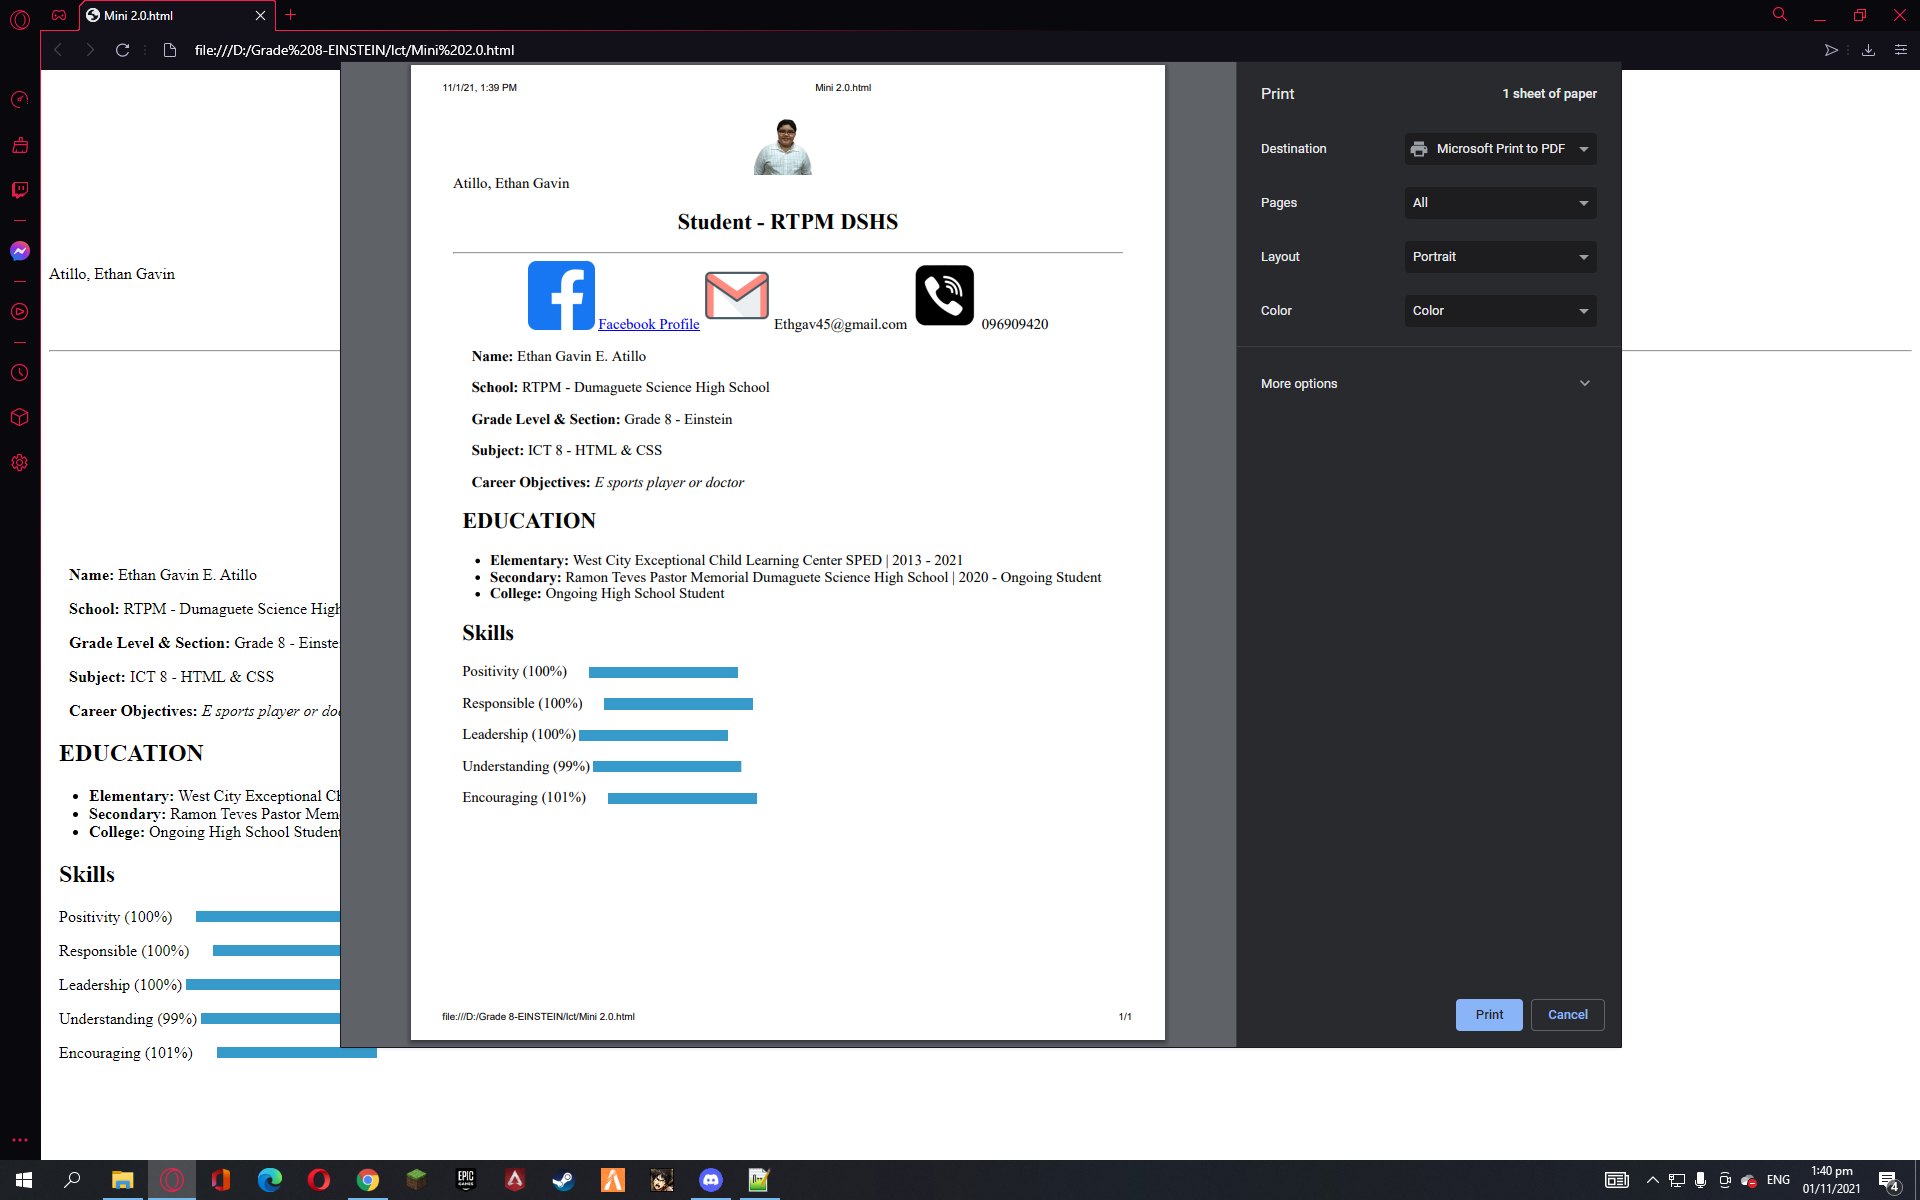 Mini 2.0.html
file:///D:/Grade%208-EINSTEIN/Ict/Mini%202.0.html
Atillo, Ethan Gavin
Name: Ethan Gavin E. Atillo
School: RTPM - Dumaguete Science High
Grade Level & Section: Grade 8 - Einste
Subject: ICT 8 - HTML & CSS
Career Objectives: E sports player or do
EDUCATION
Elementary: West City Exceptional Ch
Secondary: Ramon Teves Pastor Mem
College: Ongoing High School Student
Skills
Positivity (100%)
Responsible (100%)
Leadership (100%)
Understanding (99%)
Encouraging (101%)
11/1/21, 1:39 PM Mini 2.0.html
Atillo, Ethan Gavin
Student - RTPM DSHS
Facebook Profile Ethgav45@gmail.com 096909420
Name: Ethan Gavin E. Atillo
School: RTPM - Dumaguete Science High School
Grade Level & Section: Grade 8 - Einstein
Subject: ICT 8 - HTML & CSS
Career Objectives: E sports player or doctor
EDUCATION
Elementary: West City Exceptional Child Learning Center SPED | 2013 - 2021
Secondary: Ramon Teves Pastor Memorial Dumaguete Science High School | 2020 - Ongoing Student
College: Ongoing High School Student
Skills
Positivity (100%)
Responsible (100%)
Leadership (100%)
Understanding (99%)
Encouraging (101%)
file:///D:/Grade 8-EINSTEIN/Ict/Mini 2.0.html 1/1
Print 1 sheet of paper
Destination Microsoft Print to PDF
Pages All
Layout Portrait
Color Color
More options
Print Cancel
EPIC GAMES
ENG
1:40 pm
01/11/2021
4